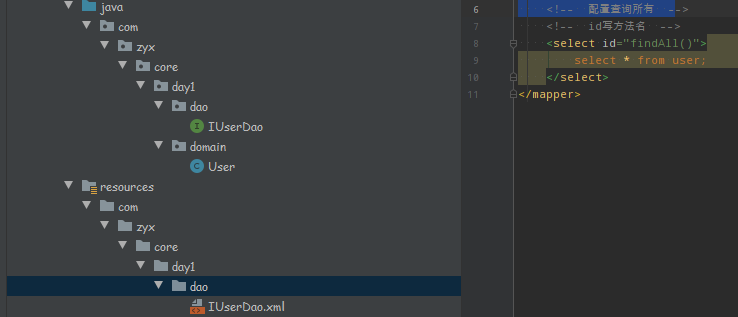 java
com
zyx
core
day1
dao
IUserDao
domain
User
resources
com
zyx
core
day1
dao
IUserDao.xml
6 <!-- 配置查询所有 -->
7 <!-- id写方法名 -->
8 <select id="findAll()">
9 select * from user;
10 </select>
11 </mapper>